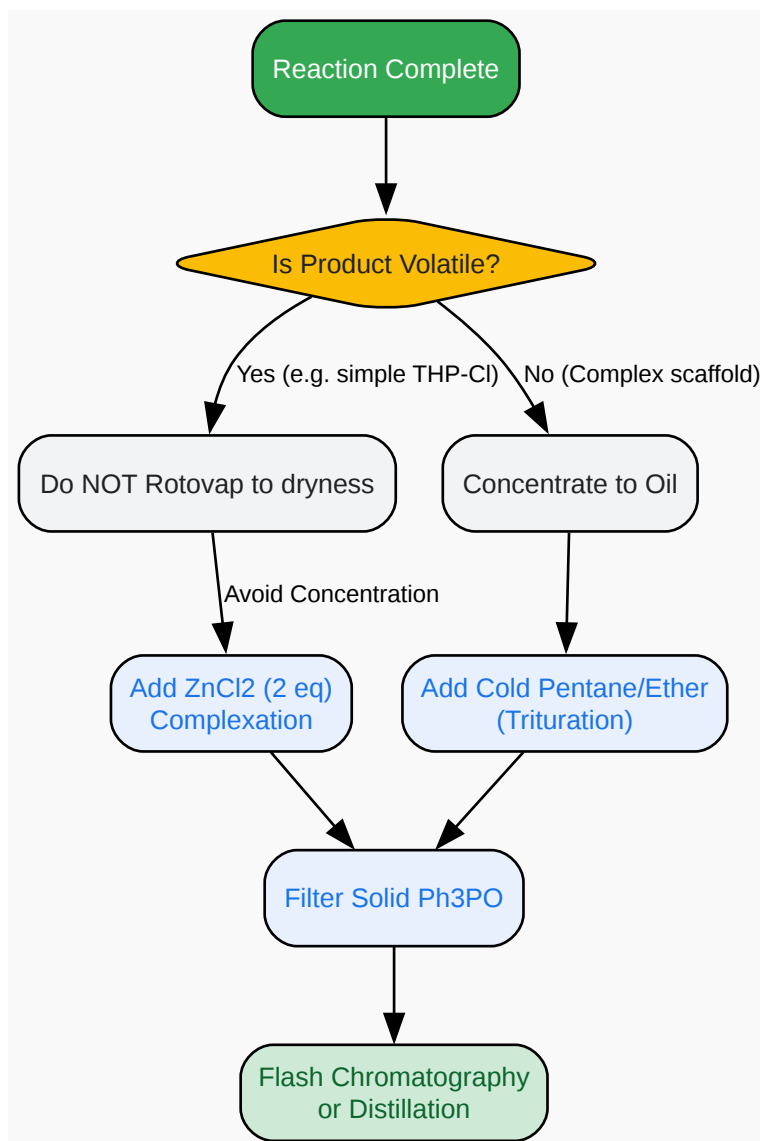 Reaction Complete
Is Product Volatile?
Yes (e.g. simple THP-Cl)
No (Complex scaffold)
Do NOT Rotovap to dryness
Concentrate to Oil
Avoid Concentration
Add ZnCl2 (2 eq)
Complexation
Add Cold Pentane/Ether
(Trituration)
Filter Solid Ph3PO
Flash Chromatography
or Distillation